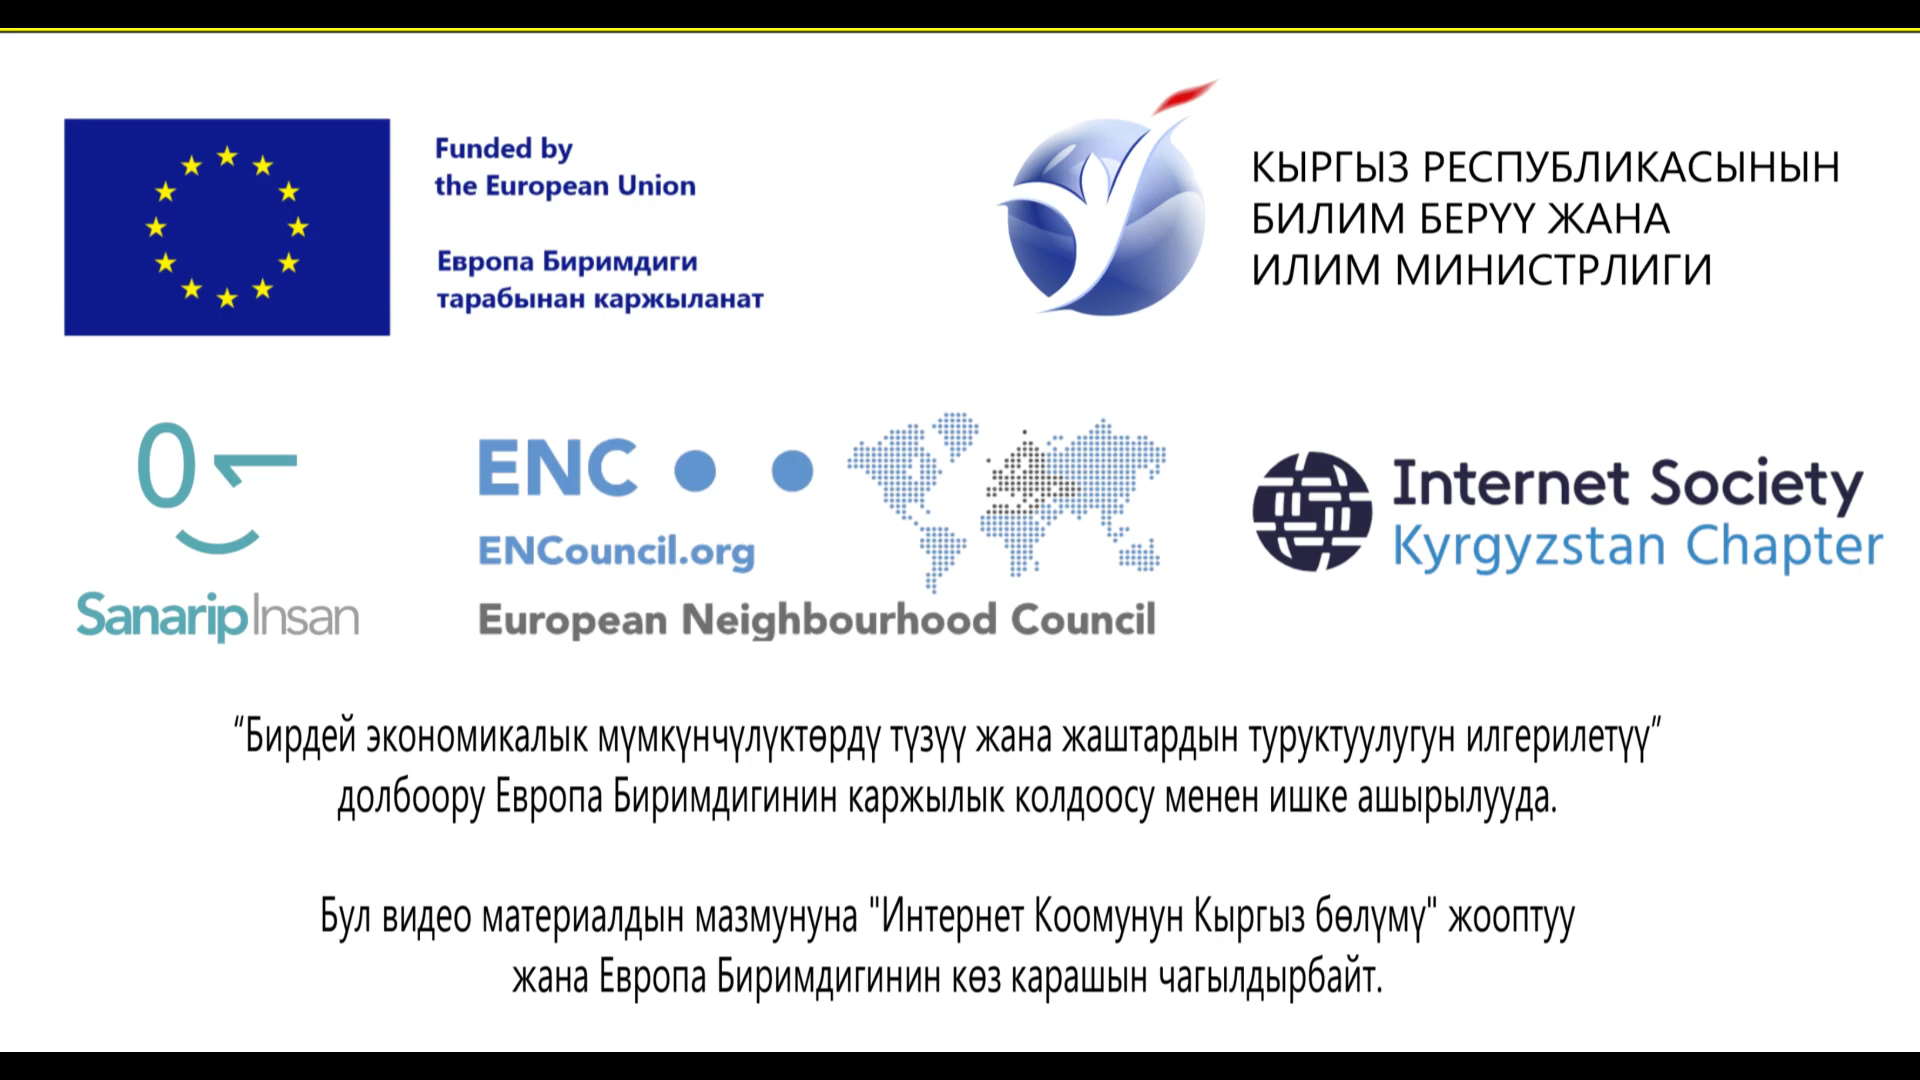 Funded by
the European Union
Европа Биримдиги
тарабынан каржыланат
КЫРГЫЗ РЕСПУБЛИКАСЫНЫН
БИЛИМ БЕРҮҮ ЖАНА
ИЛИМ МИНИСТРЛИГИ
01
SanaripInsan
ENC
ENCouncil.org
European Neighbourhood Council
Internet Society
Kyrgyzstan Chapter
“Бирдей экономикалык мүмкүнчүлүктөрдү түзүү жана жаштардын туруктуулугун илгерилетүү”
долбоору Европа Биримдигинин каржылык колдоосу менен ишке ашырылууда.
Бул видео материалдын мазмунуна "Интернет Коомунун Кыргыз бөлүмү" жооптуу
жана Европа Биримдигинин көз карашын чагылдырбайт.